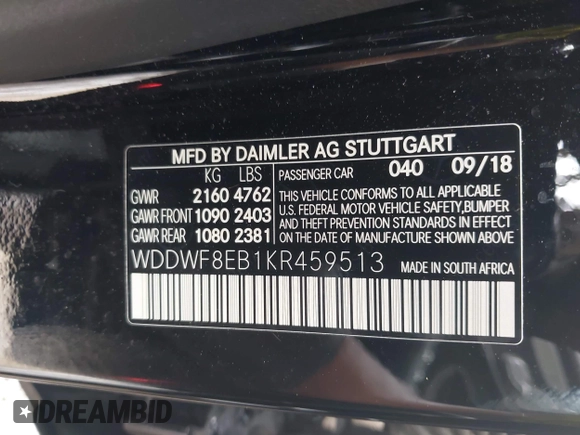 MFD BY DAIMLER AG STUTTGART
KG LBS PASSENGER CAR 040 09/18
GVWR 2160 4762
GAWR FRONT 1090 2403
GAWR REAR 1080 2381
THIS VEHICLE CONFORMS TO ALL APPLICABLE
U.S. FEDERAL MOTOR VEHICLE SAFETY,BUMPER
AND THEFT PREVENTION STANDARDS IN EFFECT
ON THE DATE OF MANUFACTURE SHOWN ABOVE.
WDDWF8EB1KR459513 MADE IN SOUTH AFRICA
DREAMBID